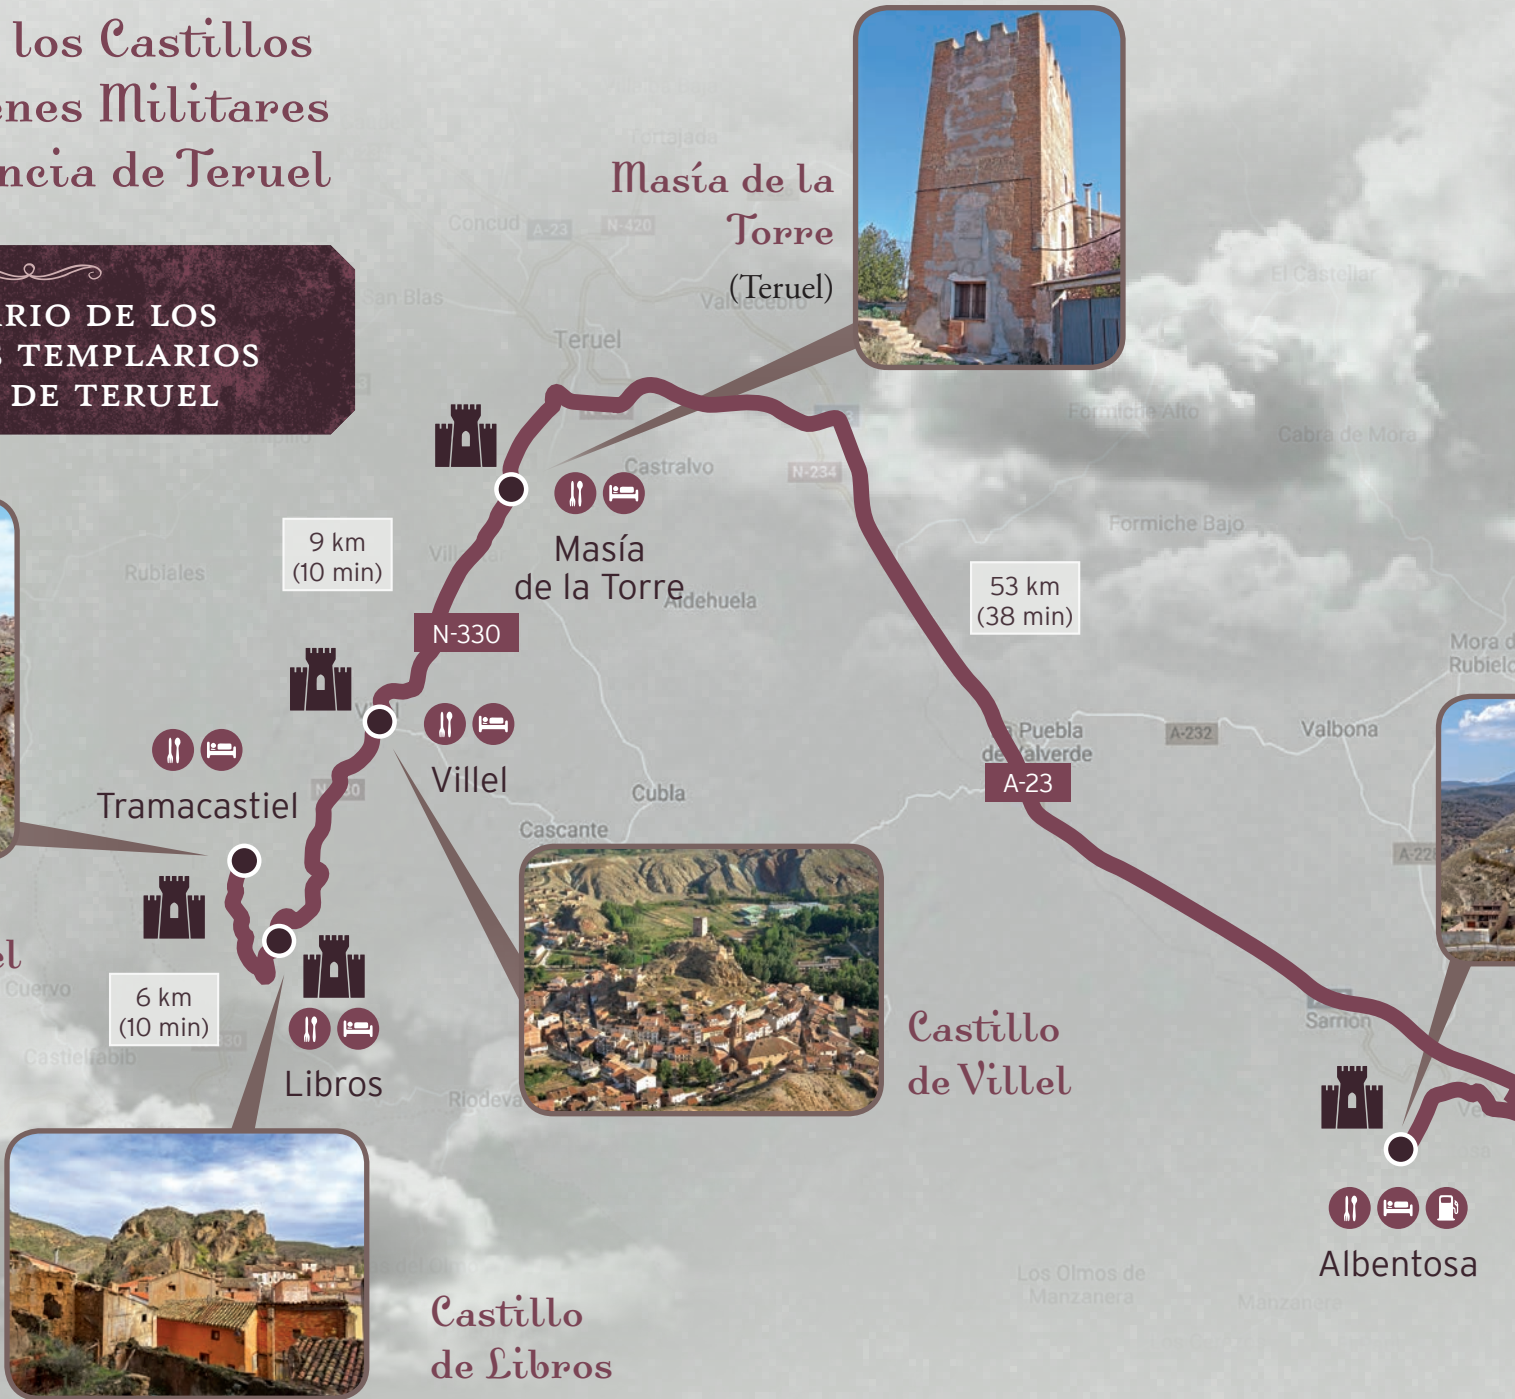 los Castillos
enes Militares
ncia de Teruel
ARIO DE LOS
S TEMPLARIOS
DE TERUEL
Masía de la
Torre
(Teruel)
Tortajada
Concud
A-23
N-420
San Blas
Valdecebro
Teruel
El Castellar
Formiche Alto
Cabra de Mora
Castralvo
N-234
Formiche Bajo
9 km
(10 min)
Rubiales
Masía
de la Torre
Aldehuela
53 km
(38 min)
N-330
Mora d
Rubielo
Villel
Puebla
de Valverde
A-232
Valbona
A-23
Tramacastiel
Cubla
Cascante
A-228
el
Cuervo
6 km
(10 min)
Castielfabib
Libros
Riodeva
Castillo
de Villel
Sarrión
Albentosa
Los Olmos de
Manzanera
Manzanera
Castillo
de Libros